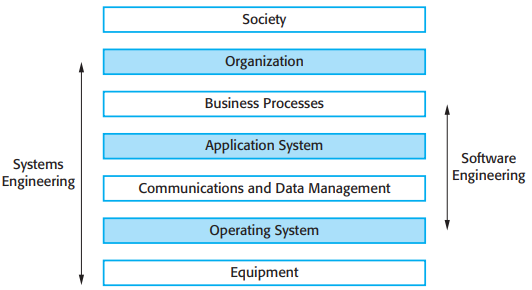 Society
Organization
Business Processes
Application System
Systems
Engineering
Software
Engineering
Communications and Data Management
Operating System
Equipment